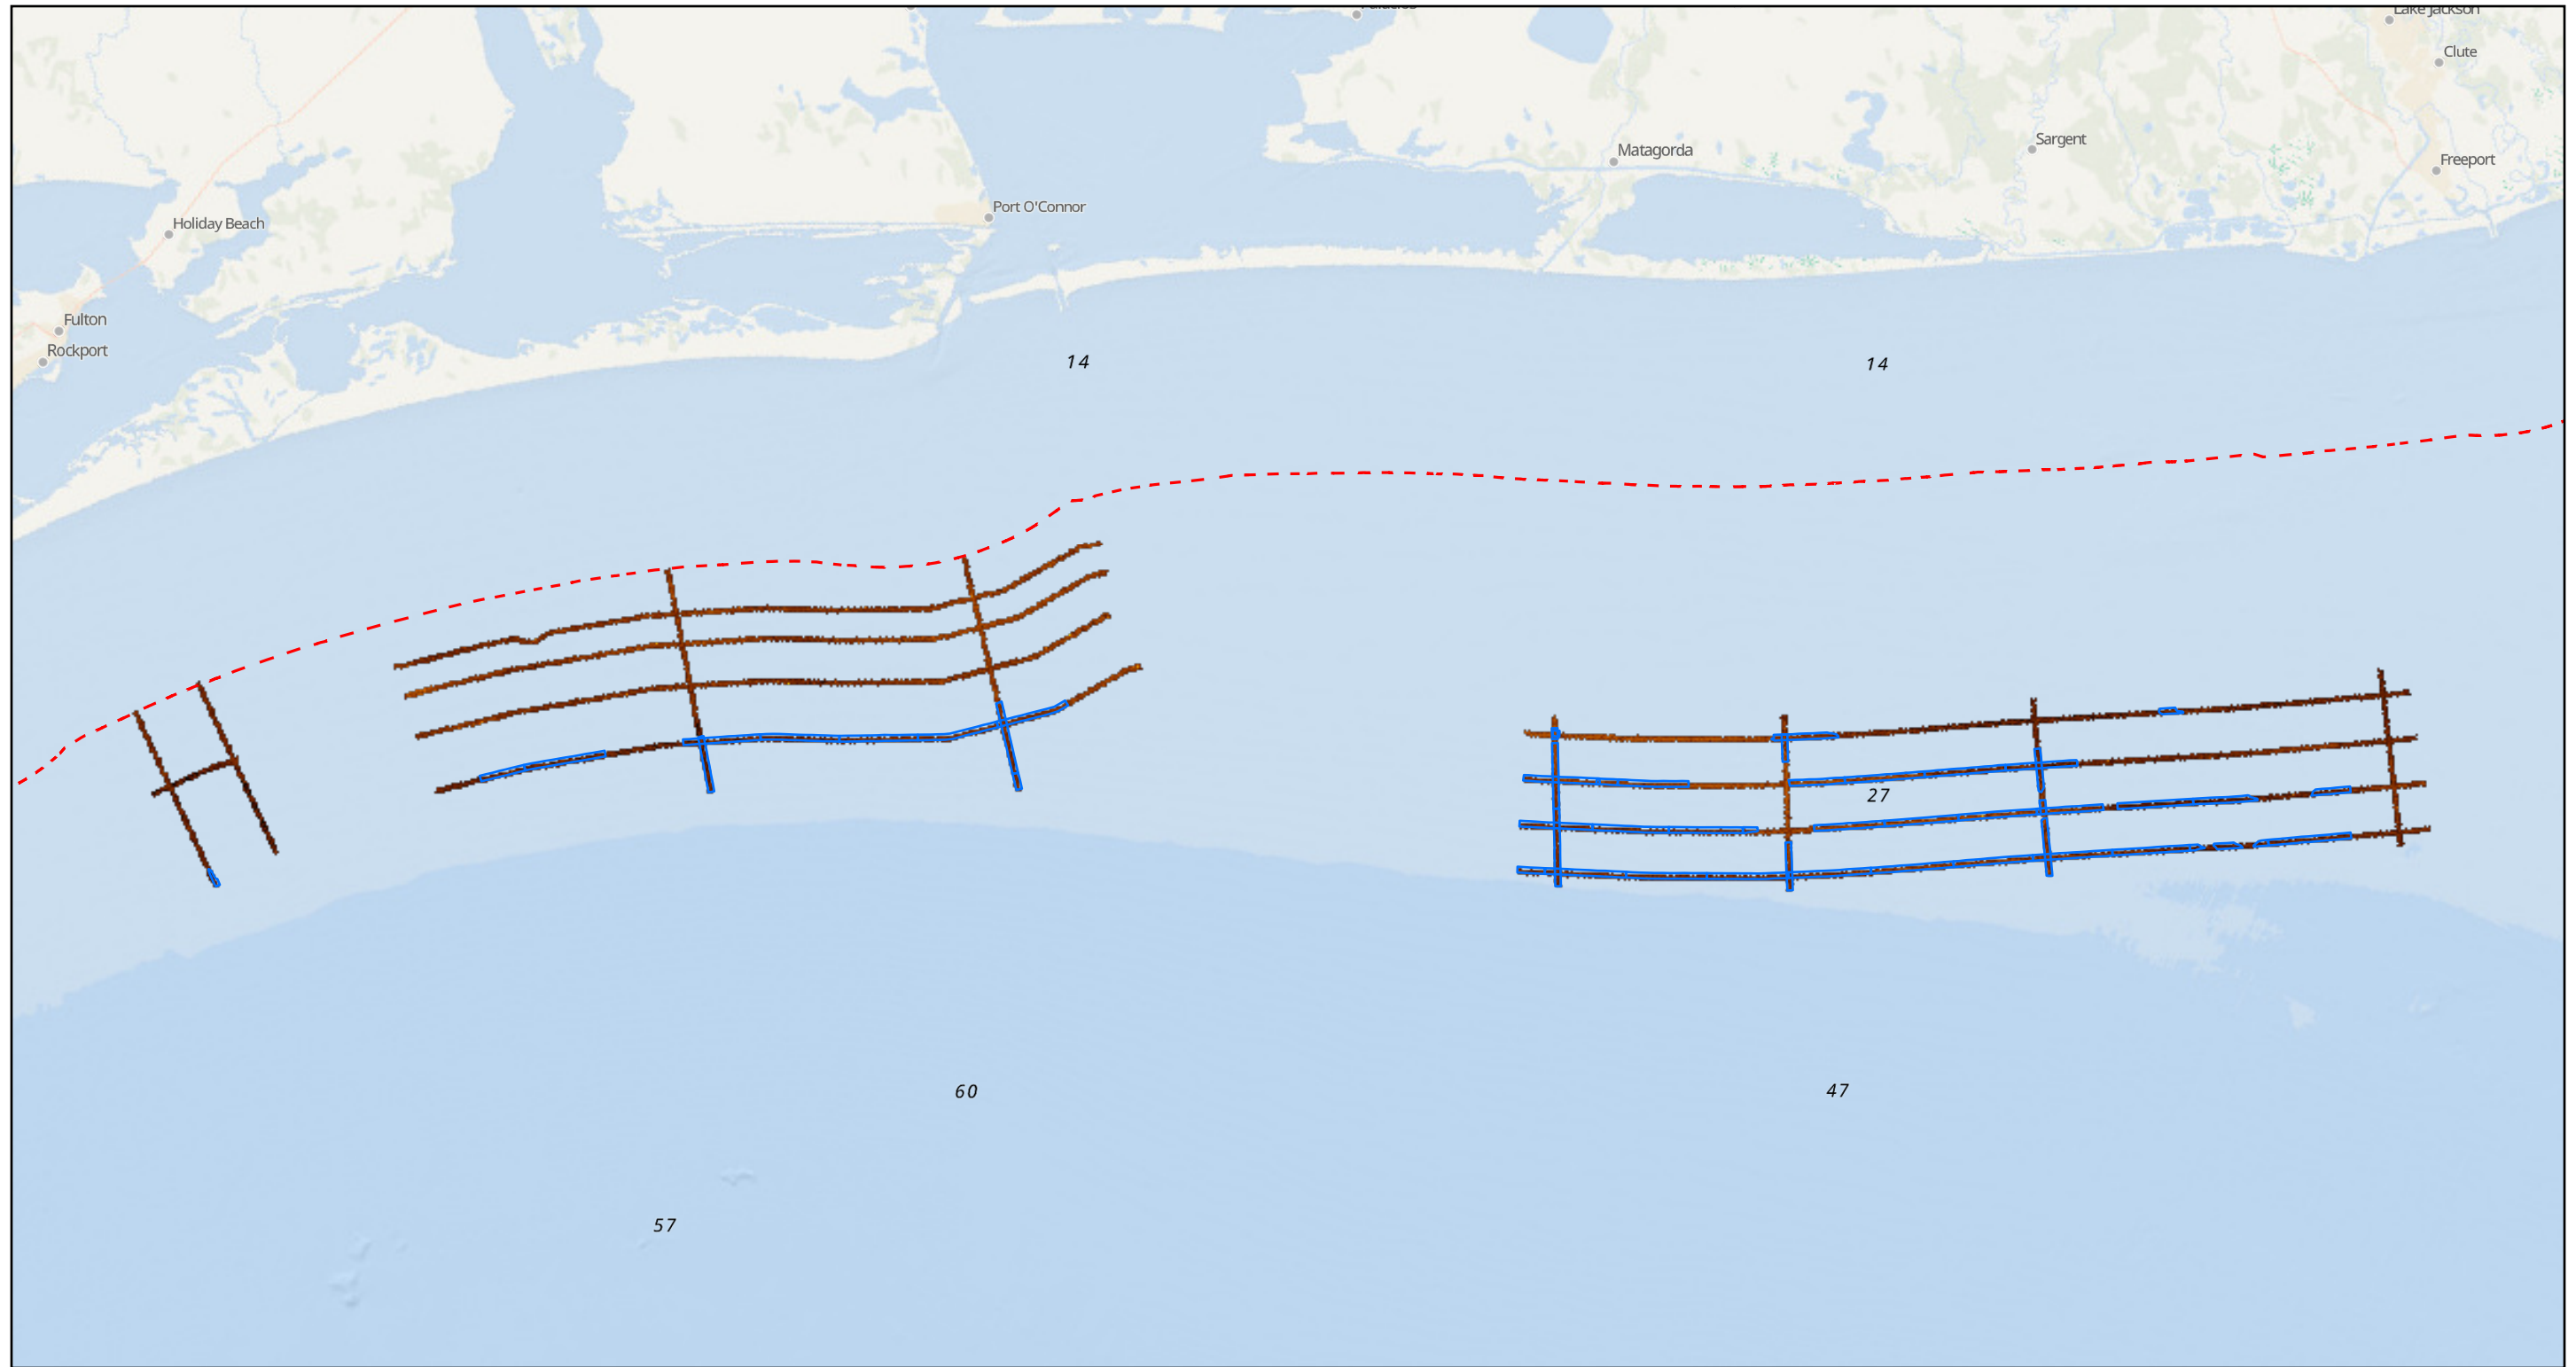 Lake Jackson
Clute
Sargent
Matagorda
Freeport
Port O'Connor
Holiday Beach
Fulton
Rockport
14
14
27
60
47
57